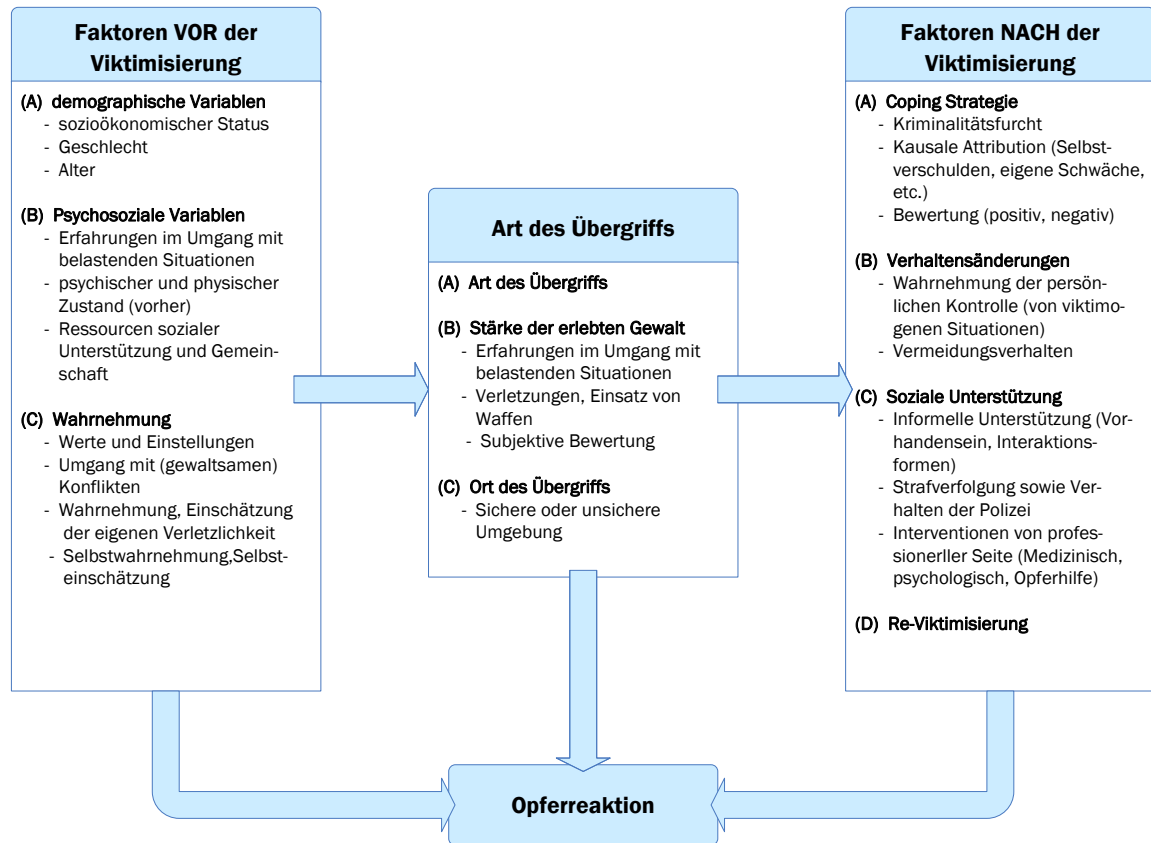 Faktoren VOR der
Viktimisierung
(A) demographische Variablen
- sozioökonomischer Status
- Geschlecht
- Alter
(B) Psychosoziale Variablen
- Erfahrungen im Umgang mit
belastenden Situationen
- psychischer und physischer
Zustand (vorher)
- Ressourcen sozialer
Unterstützung und Gemein-
schaft
(C) Wahrnehmung
- Werte und Einstellungen
- Umgang mit (gewaltsamen)
Konflikten
- Wahrnehmung, Einschätzung
der eigenen Verletzlichkeit
- Selbstwahrnehmung,Selbst-
einschätzung
Art des Übergriffs
(A) Art des Übergriffs
(B) Stärke der erlebten Gewalt
- Erfahrungen im Umgang mit
belastenden Situationen
- Verletzungen, Einsatz von
Waffen
- Subjektive Bewertung
(C) Ort des Übergriffs
- Sichere oder unsichere
Umgebung
Faktoren NACH der
Viktimisierung
(A) Coping Strategie
- Kriminalitätsfurcht
- Kausale Attribution (Selbst-
verschulden, eigene Schwäche,
etc.)
- Bewertung (positiv, negativ)
(B) Verhaltensänderungen
- Wahrnehmung der persön-
lichen Kontrolle (von viktimo-
genen Situationen)
- Vermeidungsverhalten
(C) Soziale Unterstützung
- Informelle Unterstützung (Vor-
handensein, Interaktions-
formen)
- Strafverfolgung sowie Ver-
halten der Polizei
- Interventionen von profes-
sionerller Seite (Medizinisch,
psychologisch, Opferhilfe)
(D) Re-Viktimisierung
Opferreaktion